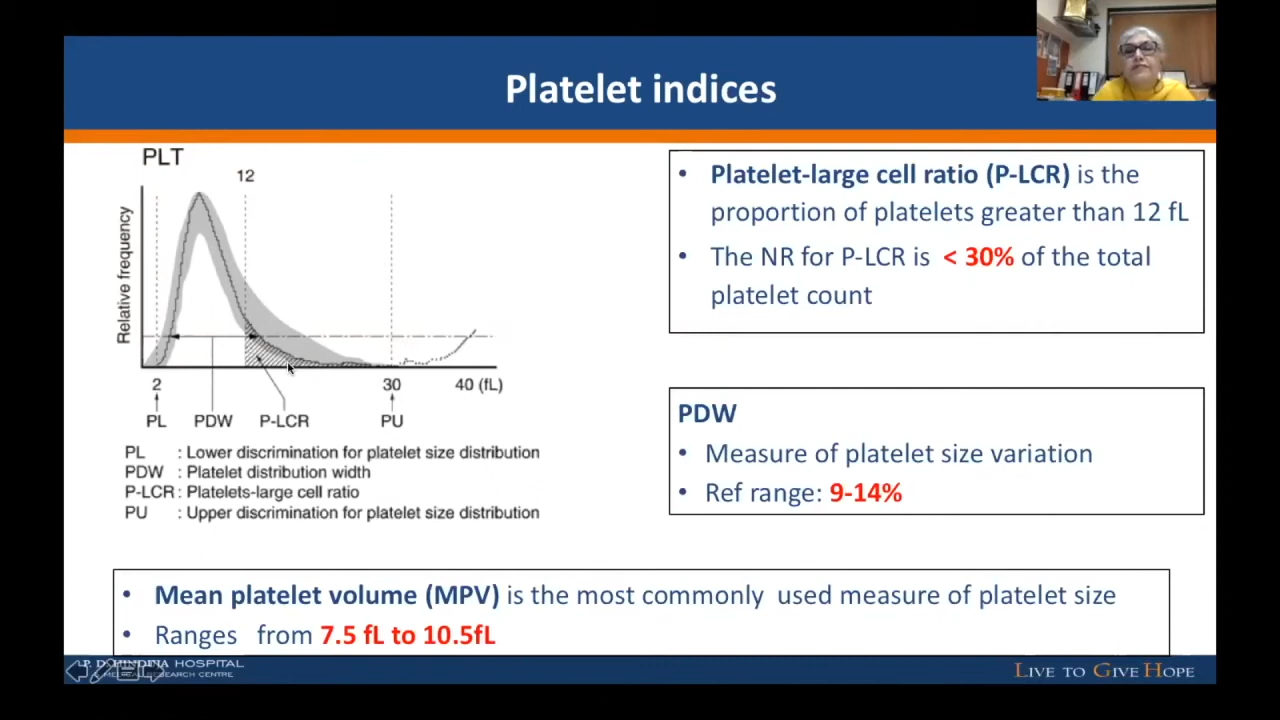 Platelet indices
PLT
12
Relative frequency
2
30
40 (fL)
PL
PDW
P-LCR
PU
PL : Lower discrimination for platelet size distribution
PDW : Platelet distribution width
P-LCR : Platelets-large cell ratio
PU : Upper discrimination for platelet size distribution
• Platelet-large cell ratio (P-LCR) is the
proportion of platelets greater than 12 fL
• The NR for P-LCR is < 30% of the total
platelet count
PDW
• Measure of platelet size variation
• Ref range: 9-14%
• Mean platelet volume (MPV) is the most commonly used measure of platelet size
• Ranges from 7.5 fL to 10.5fL
P. D. HINDUJA HOSPITAL
& MEDICAL RESEARCH CENTRE
LIVE TO GIVE HOPE